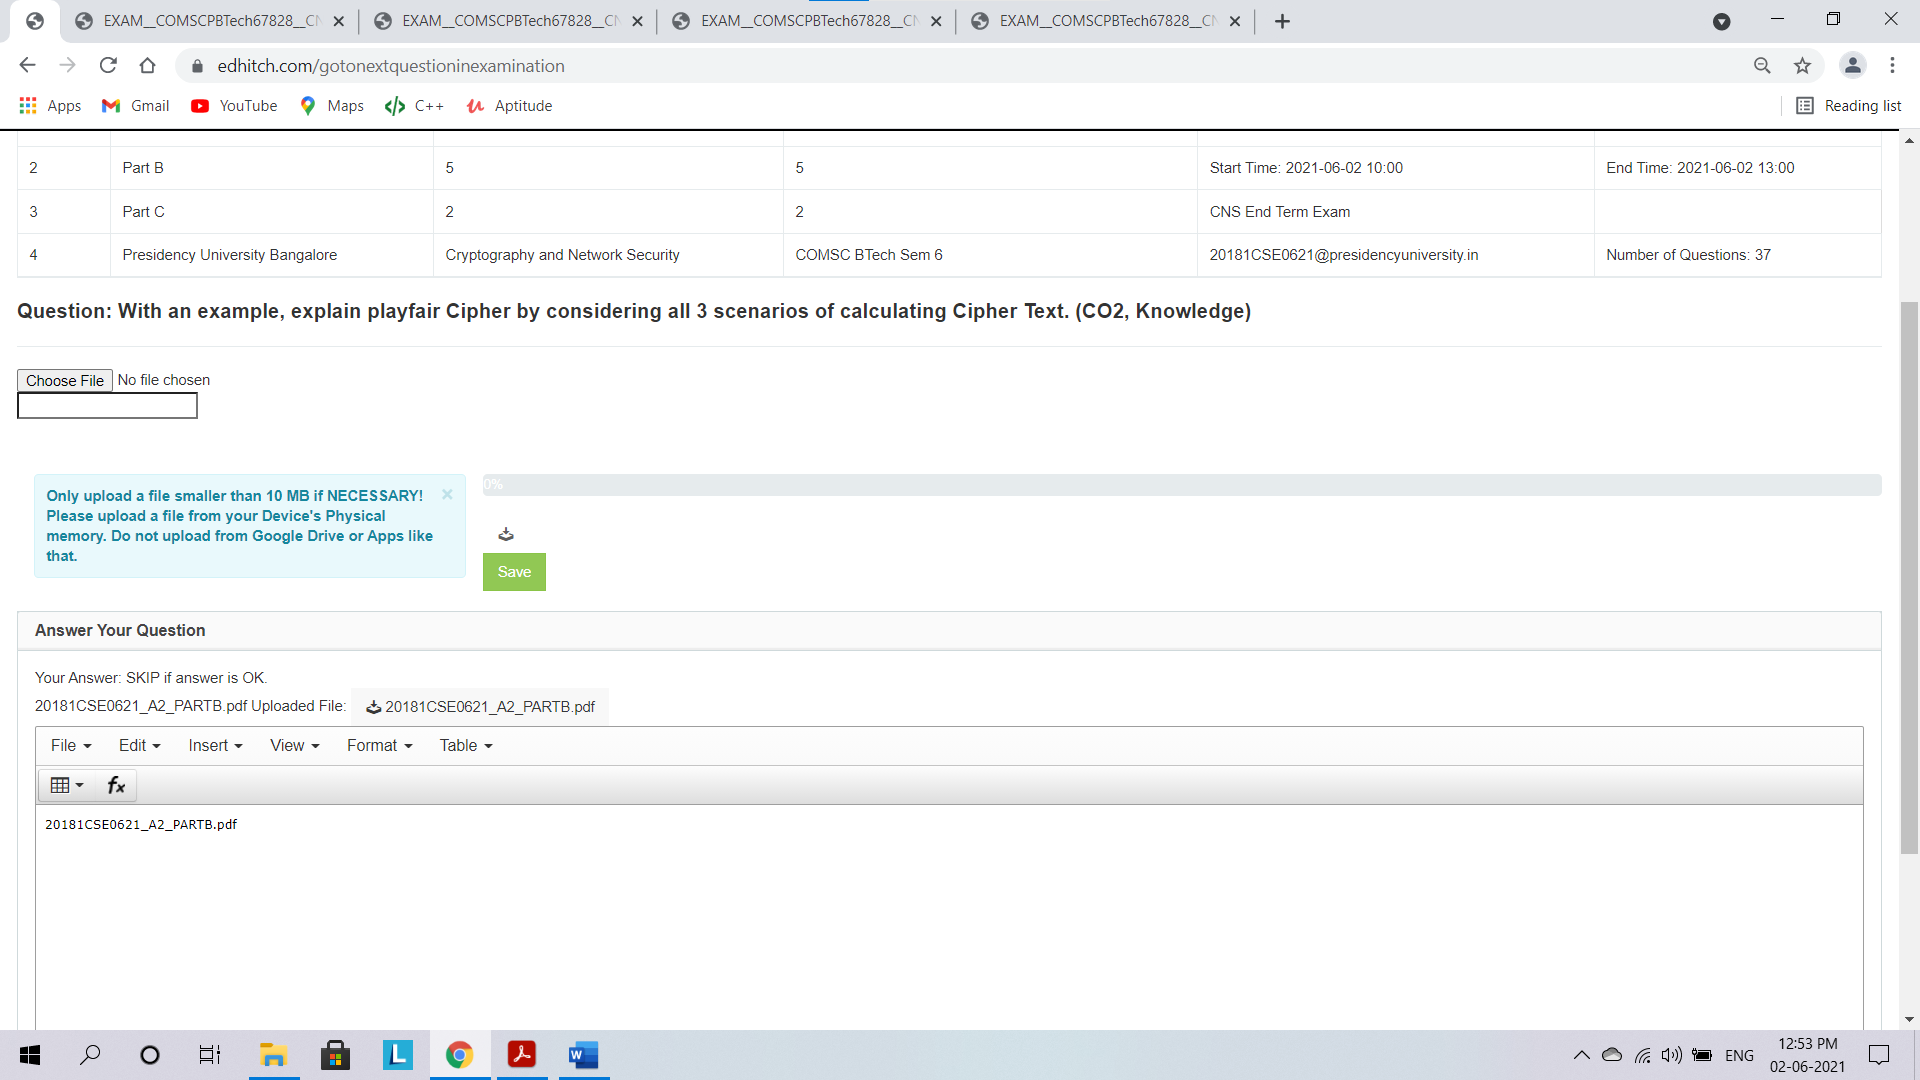 EXAM__COMSCPBTech67828__CN
EXAM__COMSCPBTech67828__CN
EXAM__COMSCPBTech67828__CN
EXAM__COMSCPBTech67828__CN
edhitch.com/gotonextquestioninexamination
Apps Gmail YouTube Maps C++ Aptitude Reading list
2 Part B 5 5 Start Time: 2021-06-02 10:00 End Time: 2021-06-02 13:00
3 Part C 2 2 CNS End Term Exam
4 Presidency University Bangalore Cryptography and Network Security COMSC BTech Sem 6 20181CSE0621@presidencyuniversity.in Number of Questions: 37
Question: With an example, explain playfair Cipher by considering all 3 scenarios of calculating Cipher Text. (CO2, Knowledge)
Choose File No file chosen
Only upload a file smaller than 10 MB if NECESSARY!
Please upload a file from your Device's Physical
memory. Do not upload from Google Drive or Apps like
that.
0%
Save
Answer Your Question
Your Answer: SKIP if answer is OK.
20181CSE0621_A2_PARTB.pdf Uploaded File: 20181CSE0621_A2_PARTB.pdf
File Edit Insert View Format Table
fx
20181CSE0621_A2_PARTB.pdf
ENG
12:53 PM
02-06-2021